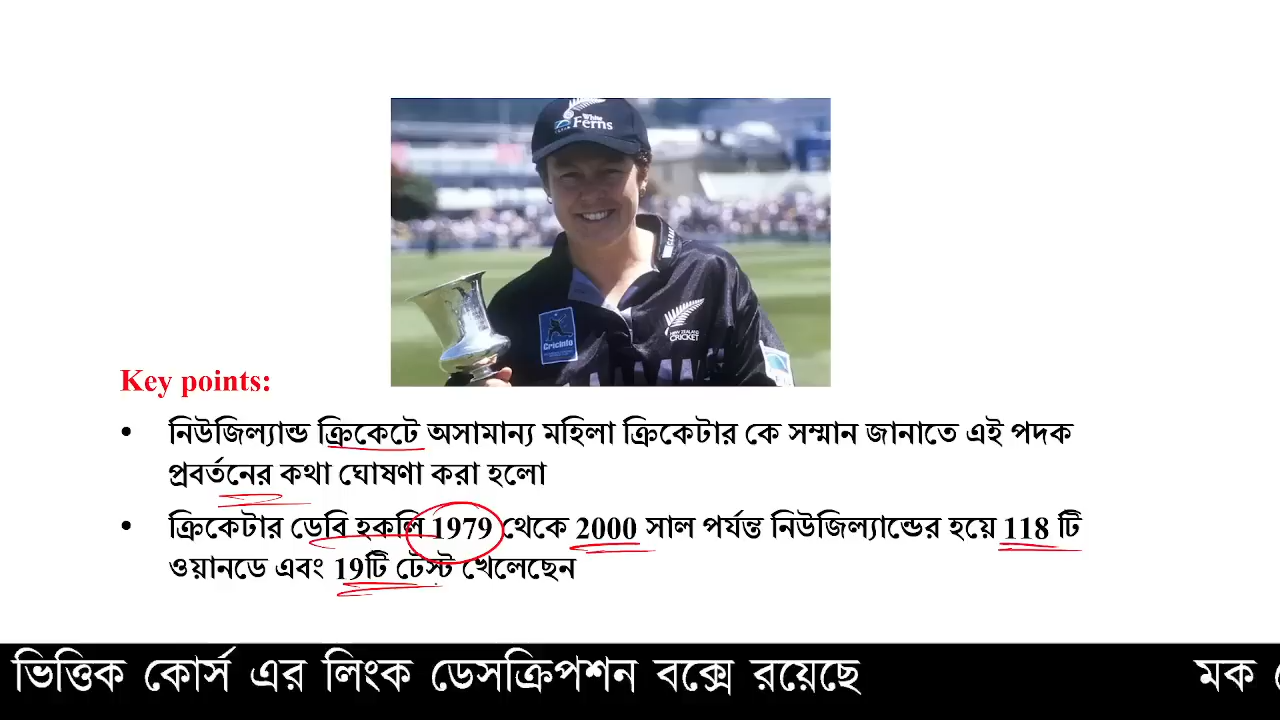 White
Ferns
CricInfo
NEW ZEALAND
CRICKET
Key points:
• নিউজিল্যান্ড ক্রিকেটে অসামান্য মহিলা ক্রিকেটার কে সম্মান জানাতে এই পদক
প্রবর্তনের কথা ঘোষণা করা হলো
• ক্রিকেটার ডেবি হকলি 1979 থেকে 2000 সাল পর্যন্ত নিউজিল্যান্ডের হয়ে 118 টি
ওয়ানডে এবং 19টি টেস্ট খেলেছেন
ভিত্তিক কোর্স এর লিংক ডেসক্রিপশন বক্সে রয়েছে মক